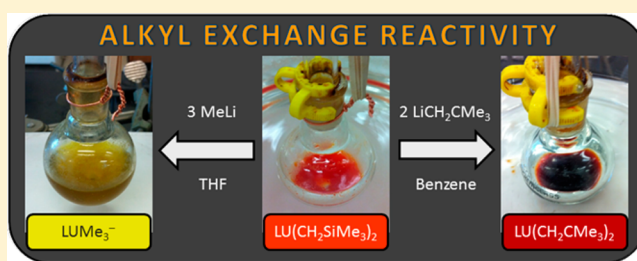 ALKYL EXCHANGE REACTIVITY
3 MeLi
THF
2 LiCH₂CMe₃
Benzene
LUMe₃⁻
LU(CH₂SiMe₃)₂
LU(CH₂CMe₃)₂